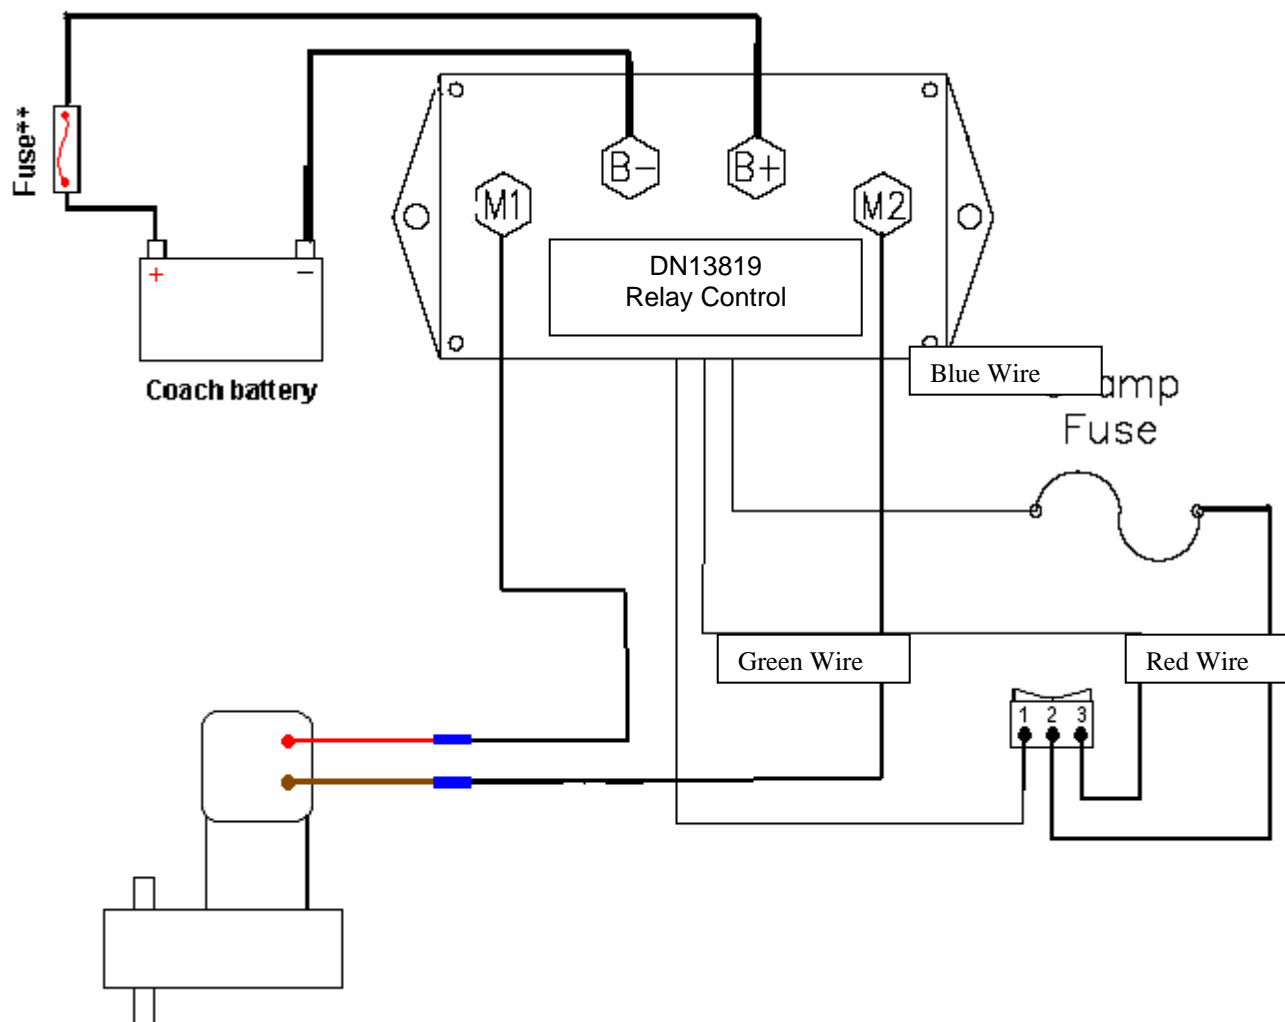 Fuse**
B-
B+
M1
M2
DN13819
Relay Control
+
−
Coach battery
Blue Wire
amp
Fuse
Green Wire
Red Wire
1 2 3